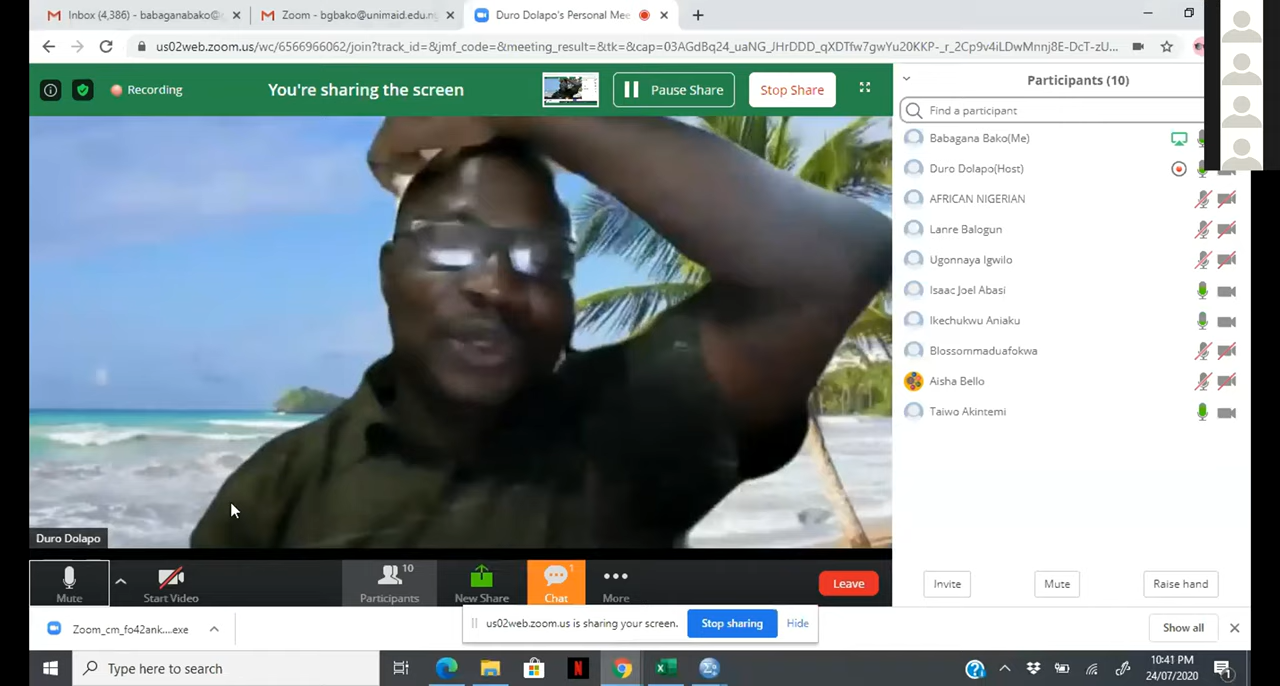 Inbox (4,386) - babaganabako@
Zoom - bgbako@unimaid.edu.n
Duro Dolapo's Personal Mee
us02web.zoom.us/wc/6566966062/join?track_id=&jmf_code=&meeting_result=&tk=&cap=
Recording
You're sharing the screen
Pause Share
Stop Share
Participants (10)
Find a participant
Babagana Bako(Me)
Duro Dolapo(Host)
AFRICAN NIGERIAN
Lanre Balogun
Ugonnaya Igwilo
Isaac Joel Abasi
Ikechukwu Aniaku
Blossommaduafokwa
Aisha Bello
Taiwo Akintemi
Duro Dolapo
10
1
Mute
Start Video
Participants
New Share
Chat
More
Leave
Invite
Mute
Raise hand
Zoom_cm_fo42ank....exe
us02web.zoom.us is sharing your screen.
Stop sharing
Hide
Show all
Type here to search
10:41 PM
24/07/2020
1